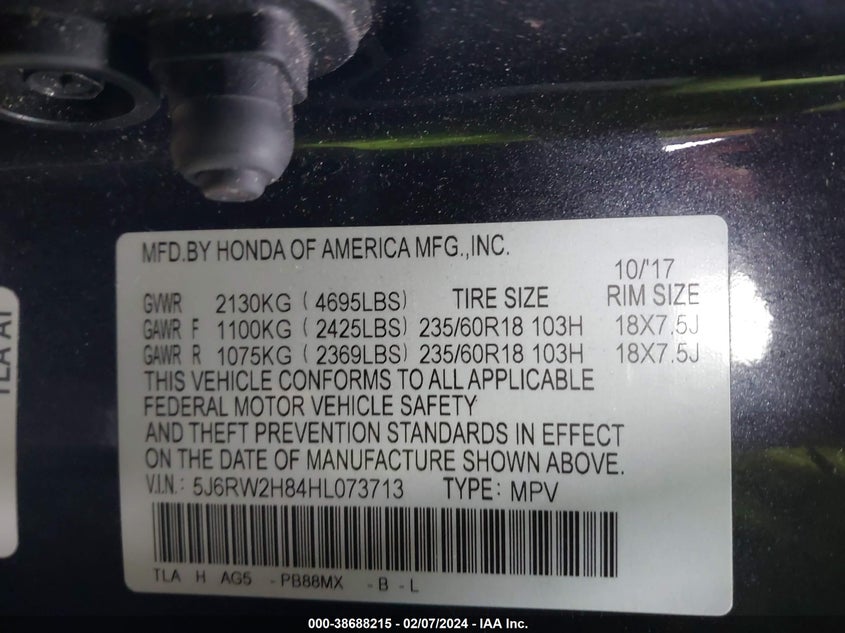 MFD.BY HONDA OF AMERICA MFG.,INC.
10/'17
GVWR 2130KG ( 4695LBS) TIRE SIZE RIM SIZE
GAWR F 1100KG ( 2425LBS) 235/60R18 103H 18X7.5J
GAWR R 1075KG ( 2369LBS) 235/60R18 103H 18X7.5J
THIS VEHICLE CONFORMS TO ALL APPLICABLE
FEDERAL MOTOR VEHICLE SAFETY
AND THEFT PREVENTION STANDARDS IN EFFECT
ON THE DATE OF MANUFACTURE SHOWN ABOVE.
V.I.N.: 5J6RW2H84HL073713 TYPE: MPV
TLA H AG5 - PB88MX - B - L
TLA A1
000-38688215 - 02/07/2024 - IAA Inc.